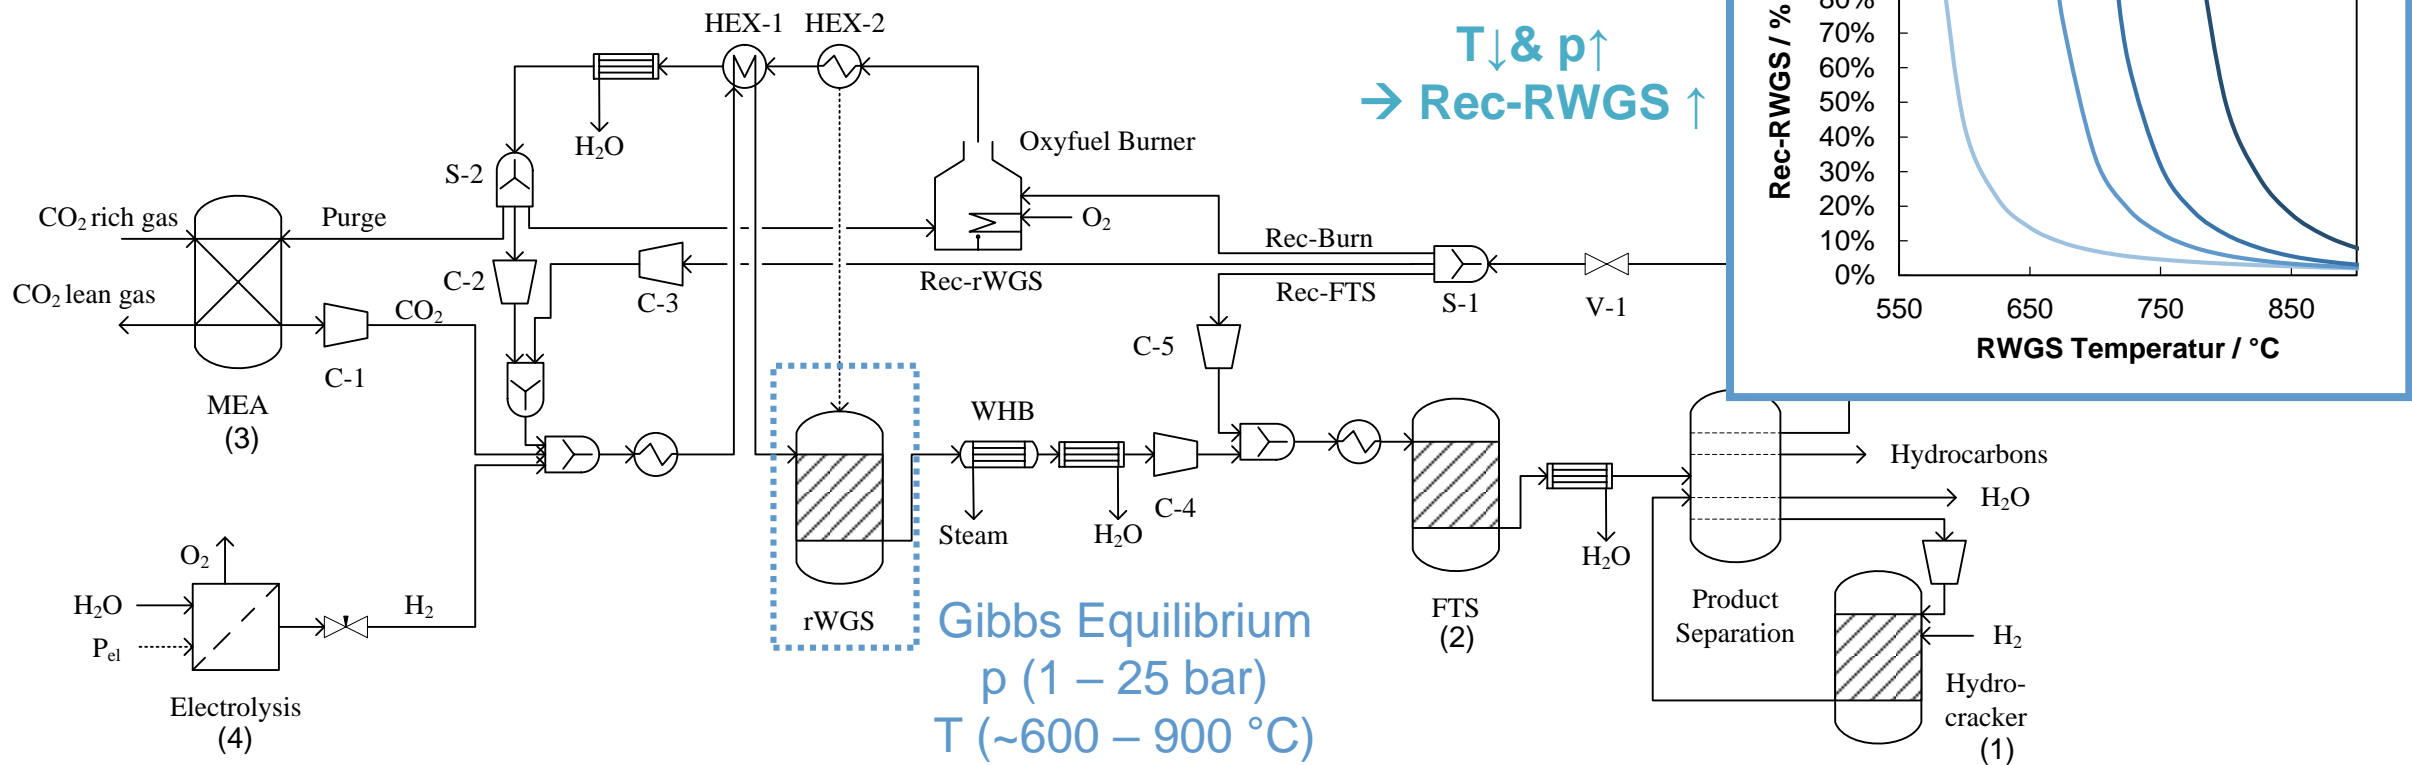 HEX-1
HEX-2
H₂O
S-2
Oxyfuel Burner
CO₂ rich gas
Purge
O₂
Rec-Burn
C-2
C-3
Rec-rWGS
Rec-FTS
S-1
V-1
CO₂ lean gas
CO₂
C-1
C-5
MEA
(3)
WHB
Steam
H₂O
C-4
O₂
H₂O
Pel
H₂
Electrolysis
(4)
rWGS
Gibbs Equilibrium
p (1 – 25 bar)
T (~600 – 900 °C)
FTS
(2)
H₂O
Hydrocarbons
H₂O
Product
Separation
H₂
Hydro-
cracker
(1)
T↓& p↑
→ Rec-RWGS ↑
Rec-RWGS / %
80%
70%
60%
50%
40%
30%
20%
10%
0%
550
650
750
850
RWGS Temperatur / °C